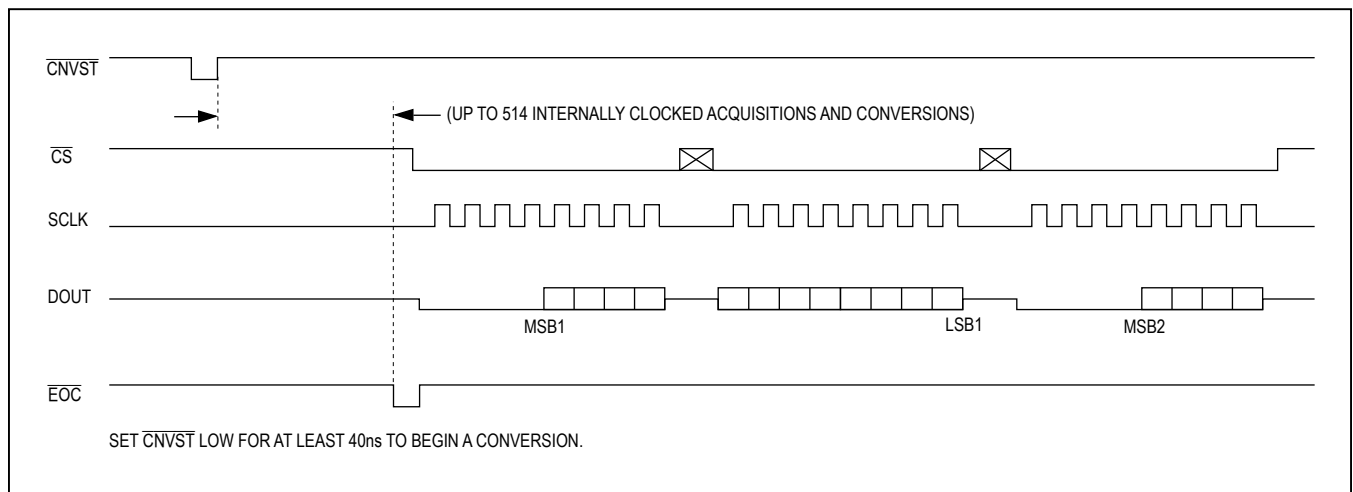 CNVST
(UP TO 514 INTERNALLY CLOCKED ACQUISITIONS AND CONVERSIONS)
CS
SCLK
DOUT
MSB1
LSB1
MSB2
EOC
SET CNVST LOW FOR AT LEAST 40ns TO BEGIN A CONVERSION.